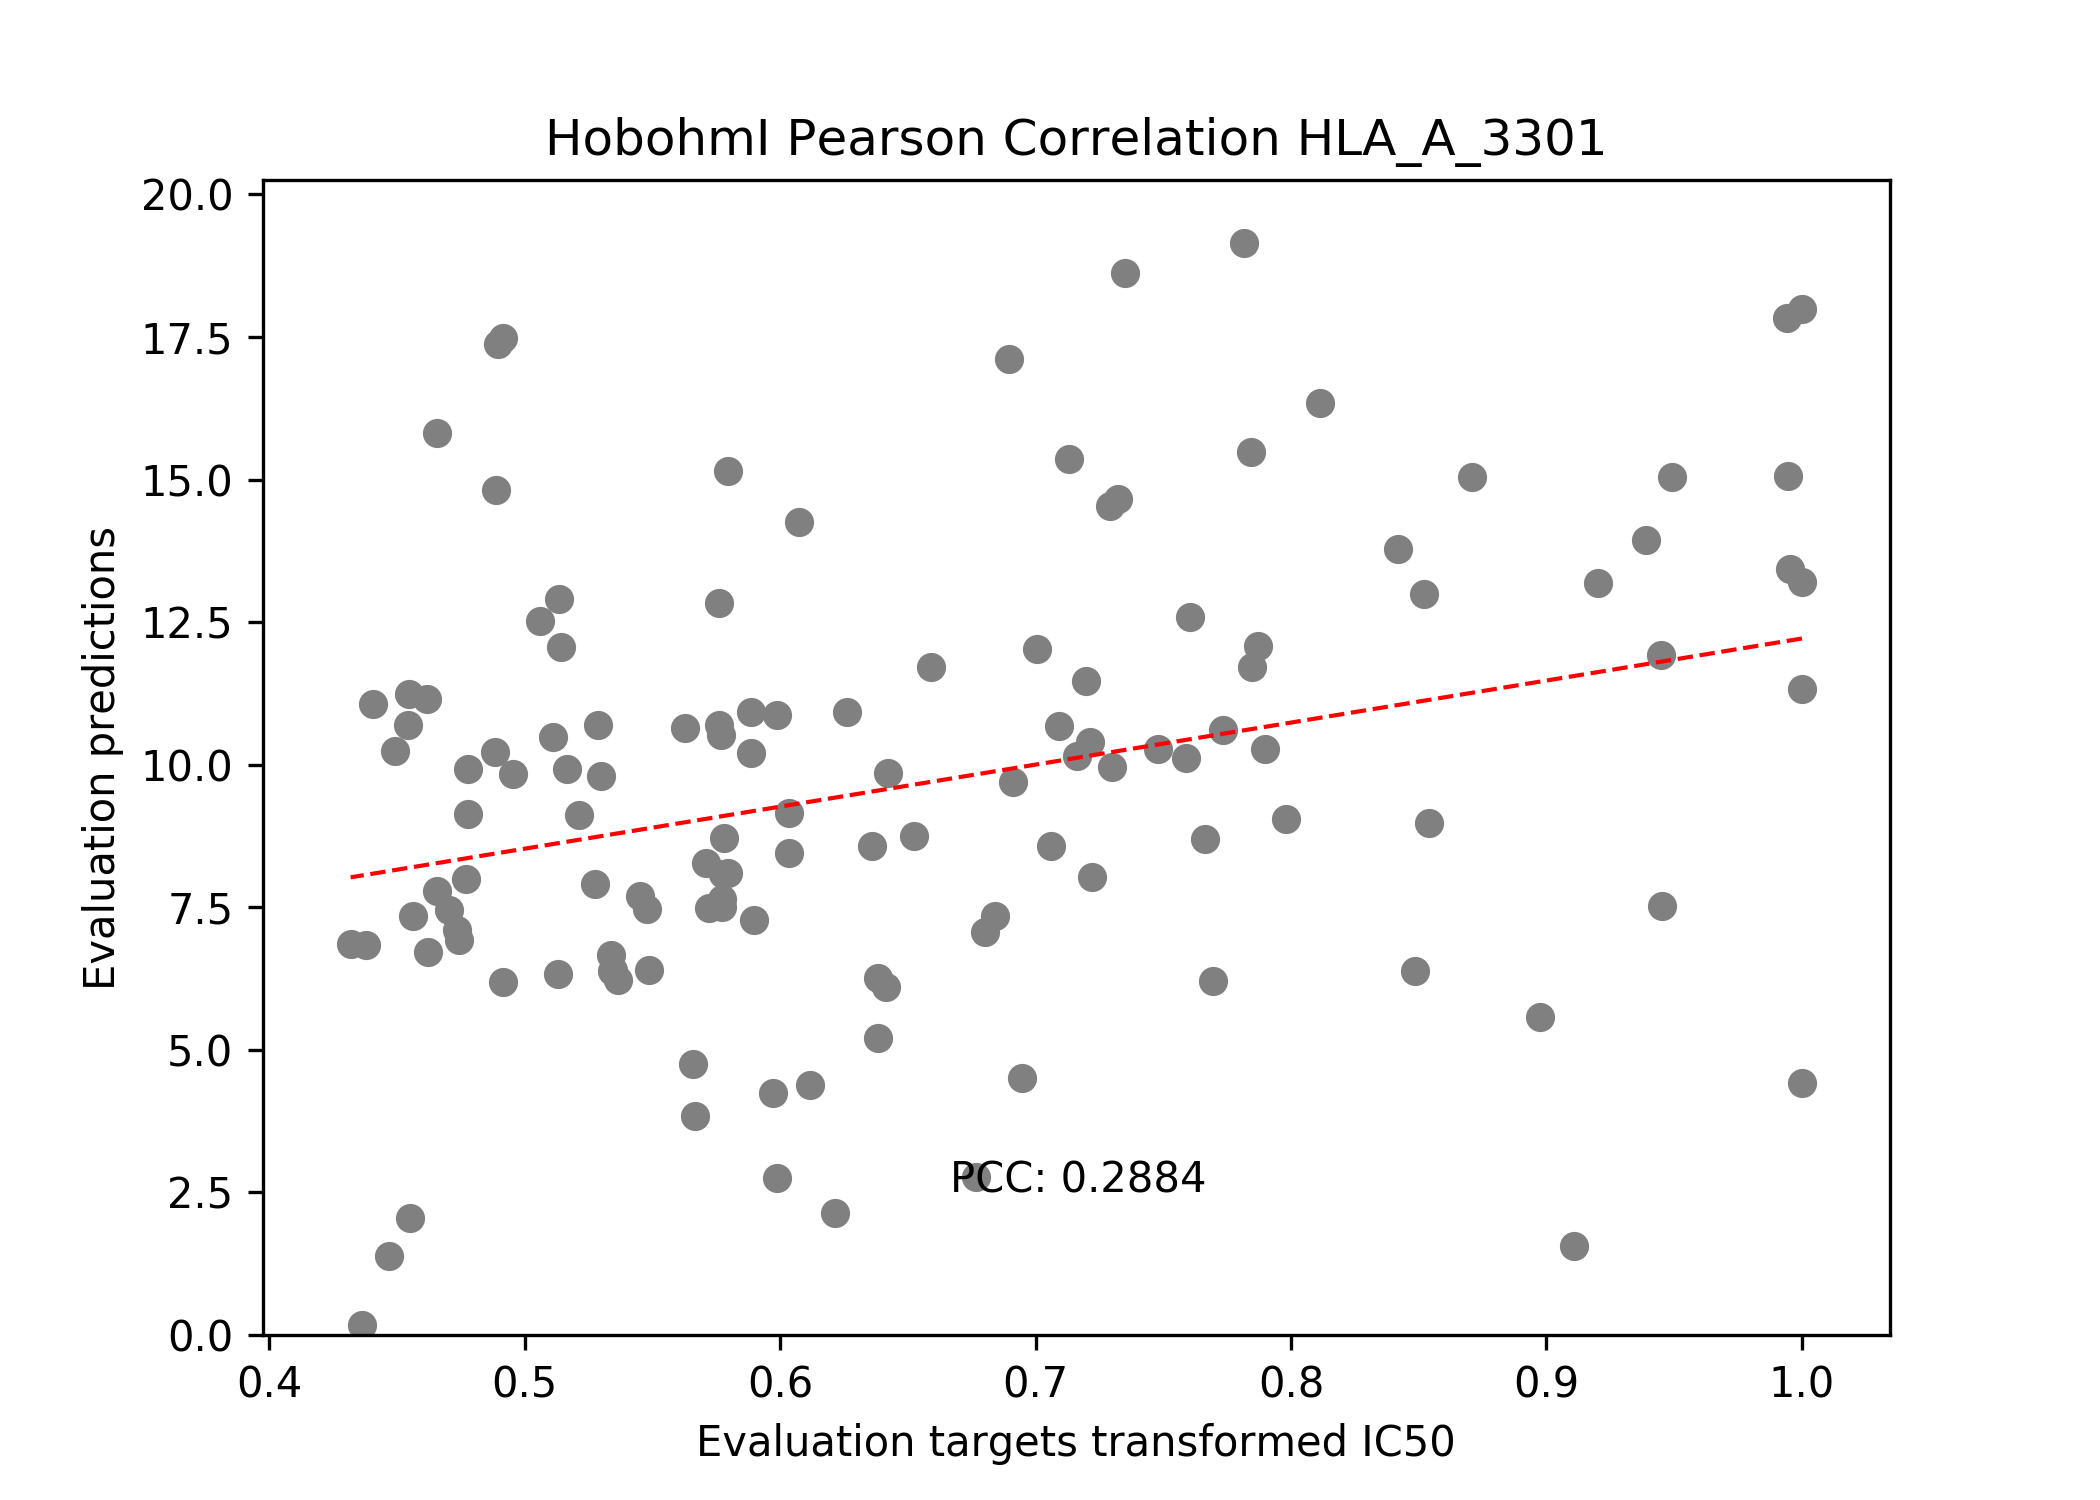 HobohmI Pearson Correlation HLA_A_3301
20.0
17.5
15.0
12.5
10.0
7.5
5.0
2.5
0.0
Evaluation predictions
PCC: 0.2884
0.4 0.5 0.6 0.7 0.8 0.9 1.0
Evaluation targets transformed IC50